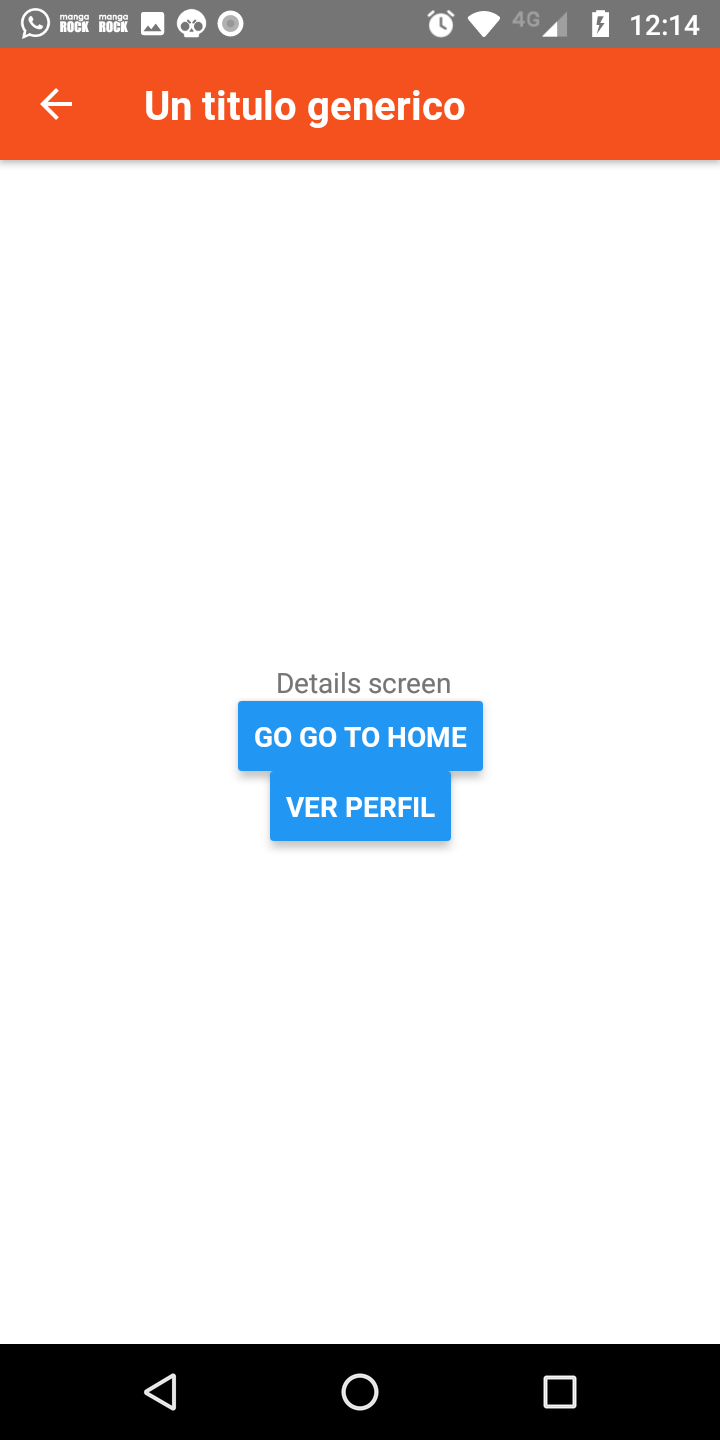 manga ROCK manga ROCK 4G 12:14
Un titulo generico
Details screen
GO GO TO HOME
VER PERFIL